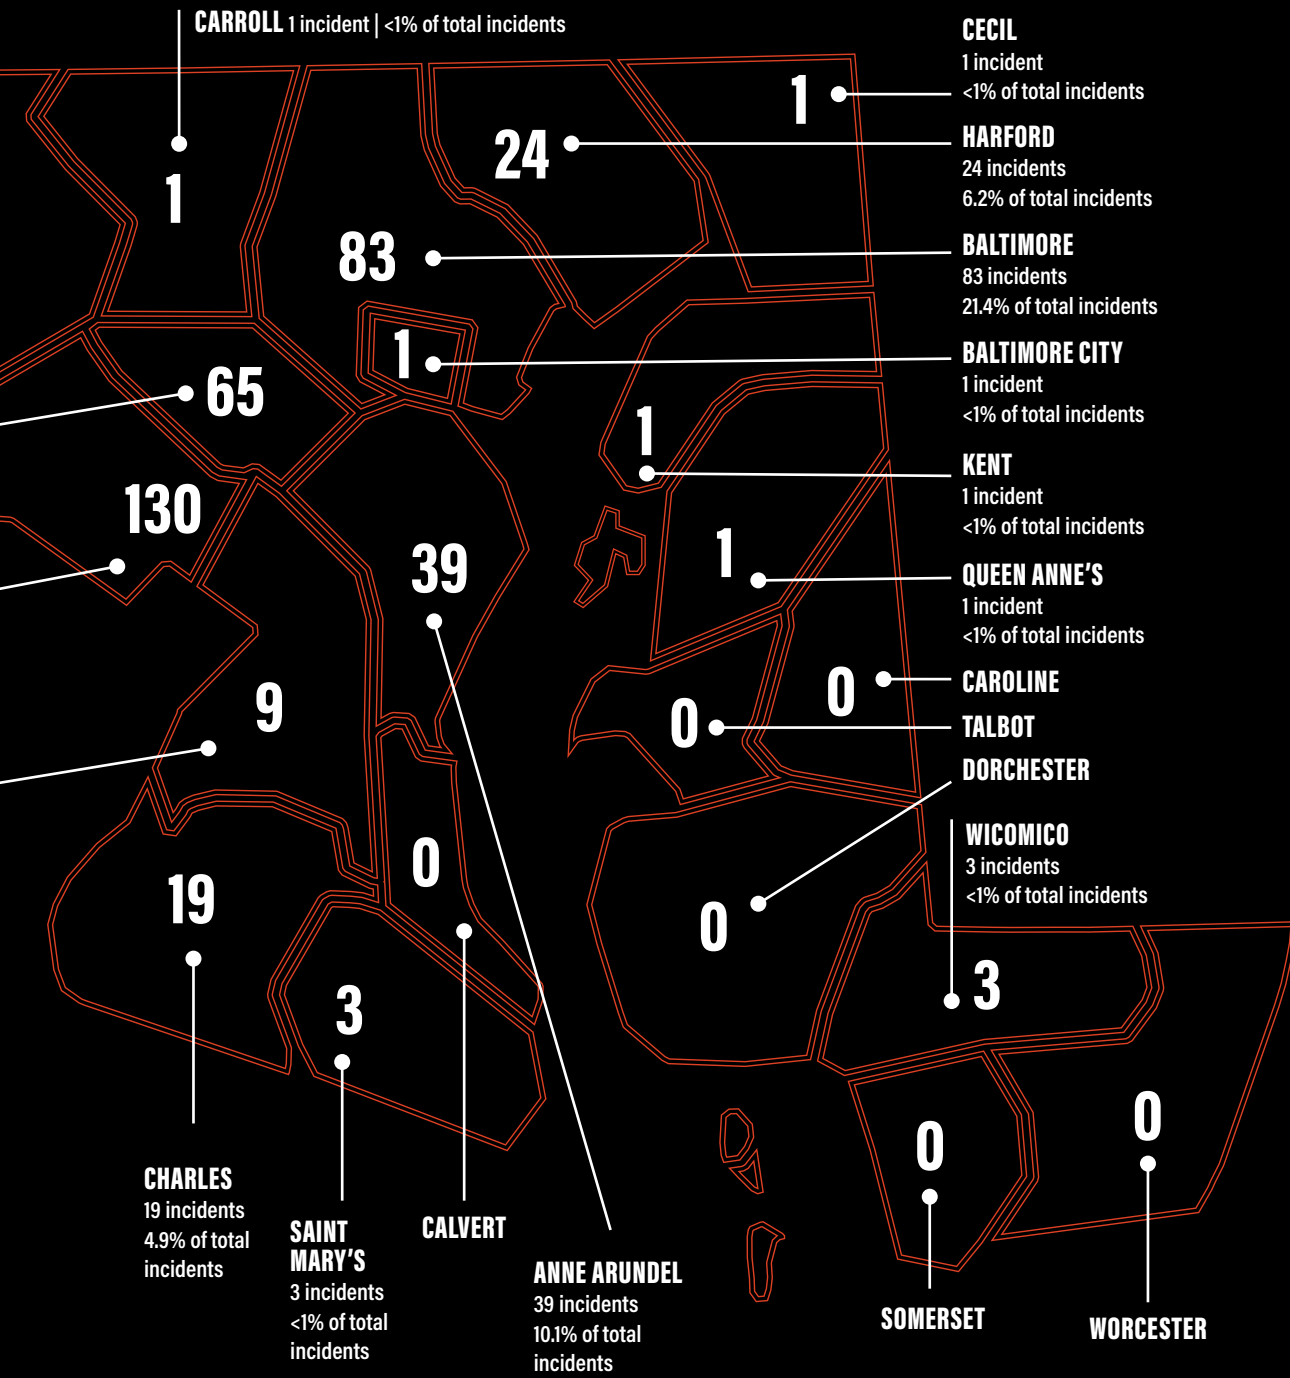 CARROLL 1 incident | <1% of total incidents
CECIL
1 incident
<1% of total incidents
1
HARFORD
24 incidents
6.2% of total incidents
24
1
BALTIMORE
83 incidents
21.4% of total incidents
83
BALTIMORE CITY
1 incident
<1% of total incidents
1
65
KENT
1 incident
<1% of total incidents
1
130
QUEEN ANNE'S
1 incident
<1% of total incidents
1
39
CAROLINE
0
TALBOT
0
9
DORCHESTER
0
WICOMICO
3 incidents
<1% of total incidents
3
0
19
3
0
0
CHARLES
19 incidents
4.9% of total
incidents
SAINT
MARY'S
3 incidents
<1% of total
incidents
CALVERT
ANNE ARUNDEL
39 incidents
10.1% of total
incidents
SOMERSET
WORCESTER